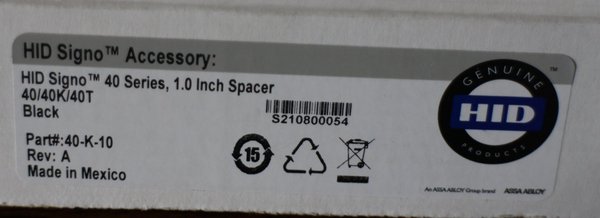 HID Signo™ Accessory:
HID Signo™ 40 Series, 1.0 Inch Spacer
40/40K/40T
Black
S210800054
Part#:40-K-10
Rev: A
Made in Mexico
15
GENUINE
HID
PRODUCTS
™
An ASSA ABLOY Group brand
ASSA ABLOY